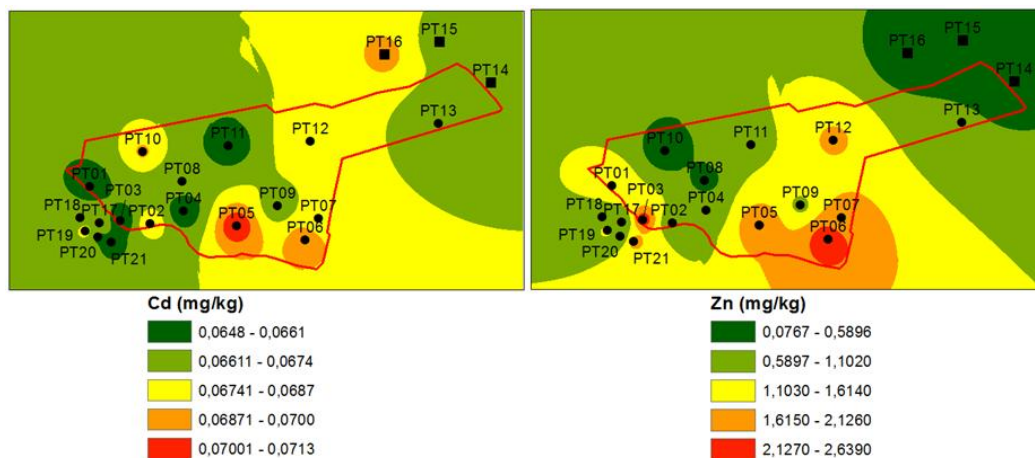 PT15
PT16
PT14
PT13
PT12
PT11
PT10
PT01
PT03
PT08
PT04
PT09
PT18
PT17
PT02
PT05
PT07
PT06
PT19
PT20
PT21
Cd (mg/kg)
0,0648 - 0,0661
0,06611 - 0,0674
0,06741 - 0,0687
0,06871 - 0,0700
0,07001 - 0,0713
PT15
PT16
PT14
PT13
PT12
PT11
PT10
PT01
PT03
PT08
PT04
PT09
PT18
PT17
PT02
PT05
PT07
PT06
PT19
PT20
PT21
Zn (mg/kg)
0,0767 - 0,5896
0,5897 - 1,1020
1,1030 - 1,6140
1,6150 - 2,1260
2,1270 - 2,6390